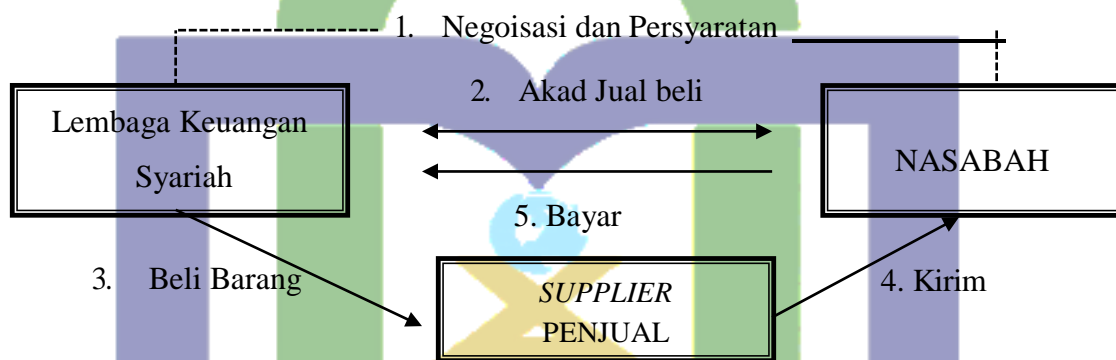 1. Negoisasi dan Persyaratan
2. Akad Jual beli
Lembaga Keuangan
Syariah
NASABAH
5. Bayar
3. Beli Barang
4. Kirim
SUPPLIER
PENJUAL